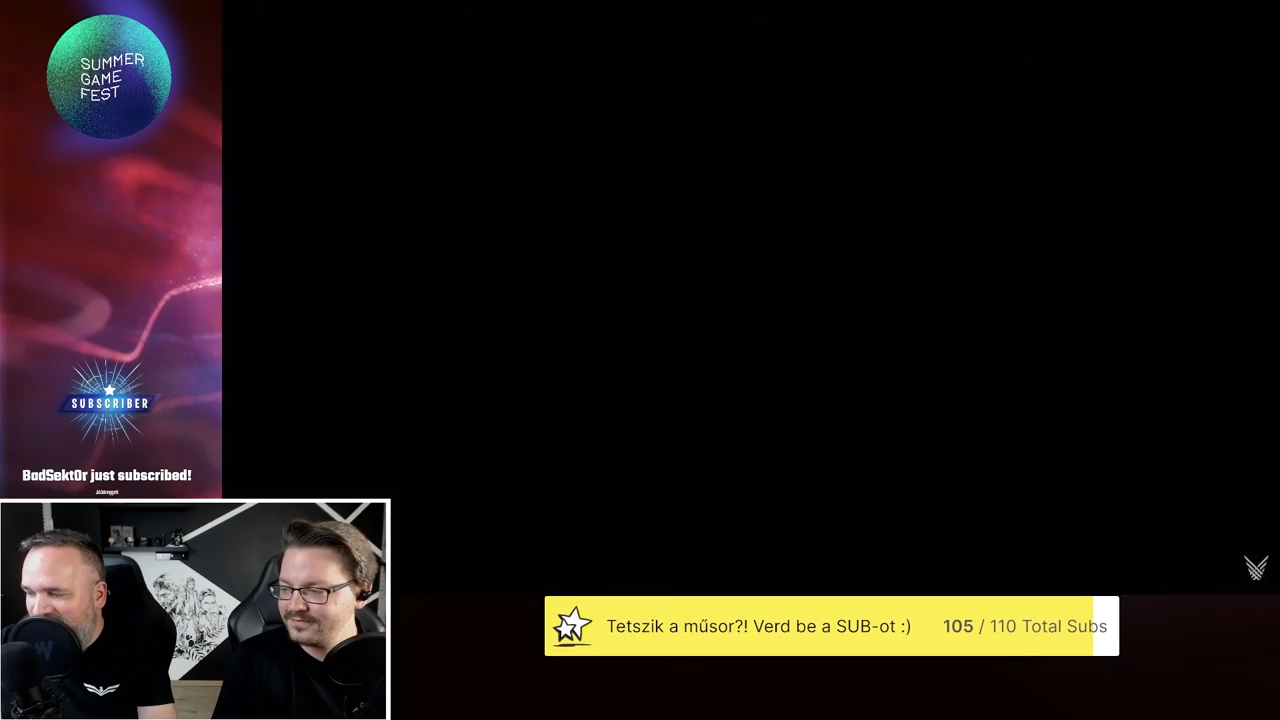 SUMMER
GAME
FEST
SUBSCRIBER
BadSekt0r just subscribed!
Tetszik a műsor?! Verd be a SUB-ot :)
105 / 110 Total Subs